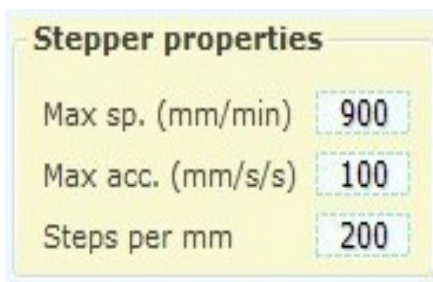 Stepper properties
Max sp. (mm/min) 900
Max acc. (mm/s/s) 100
Steps per mm 200